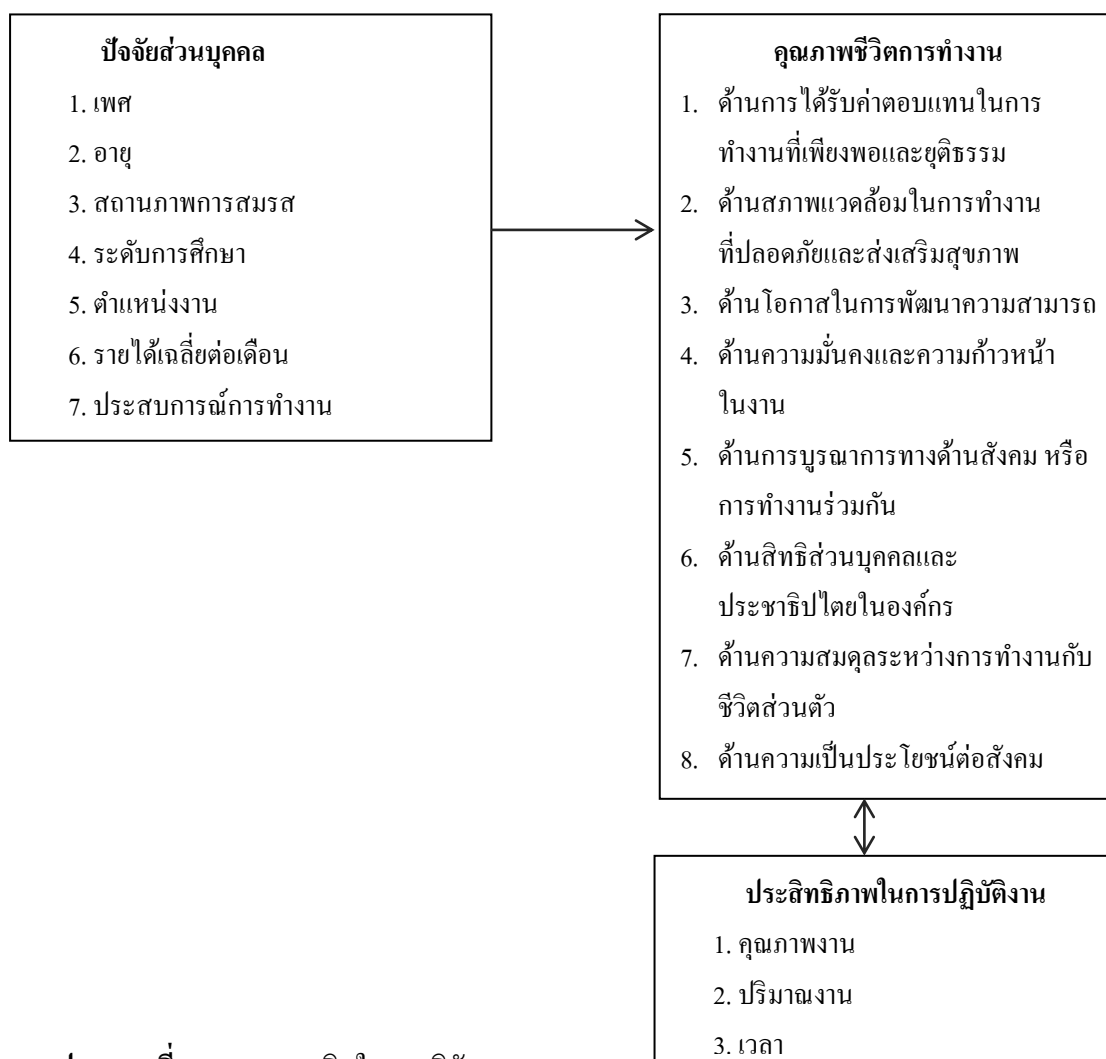 ปัจจัยส่วนบุคคล
1. เพศ
2. อายุ
3. สถานภาพการสมรส
4. ระดับการศึกษา
5. ตำแหน่งงาน
6. รายได้เฉลี่ยต่อเดือน
7. ประสบการณ์การทำงาน
คุณภาพชีวิตการทำงาน
1. ด้านการได้รับค่าตอบแทนในการ
ทำงานที่เพียงพอและยุติธรรม
2. ด้านสภาพแวดล้อมในการทำงาน
ที่ปลอดภัยและส่งเสริมสุขภาพ
3. ด้านโอกาสในการพัฒนาความสามารถ
4. ด้านความมั่นคงและความก้าวหน้า
ในงาน
5. ด้านการบูรณาการทางด้านสังคม หรือ
การทำงานร่วมกัน
6. ด้านสิทธิส่วนบุคคลและ
ประชาธิปไตยในองค์กร
7. ด้านความสมดุลระหว่างการทำงานกับ
ชีวิตส่วนตัว
8. ด้านความเป็นประโยชน์ต่อสังคม
ประสิทธิภาพในการปฏิบัติงาน
1. คุณภาพงาน
2. ปริมาณงาน
3. เวลา